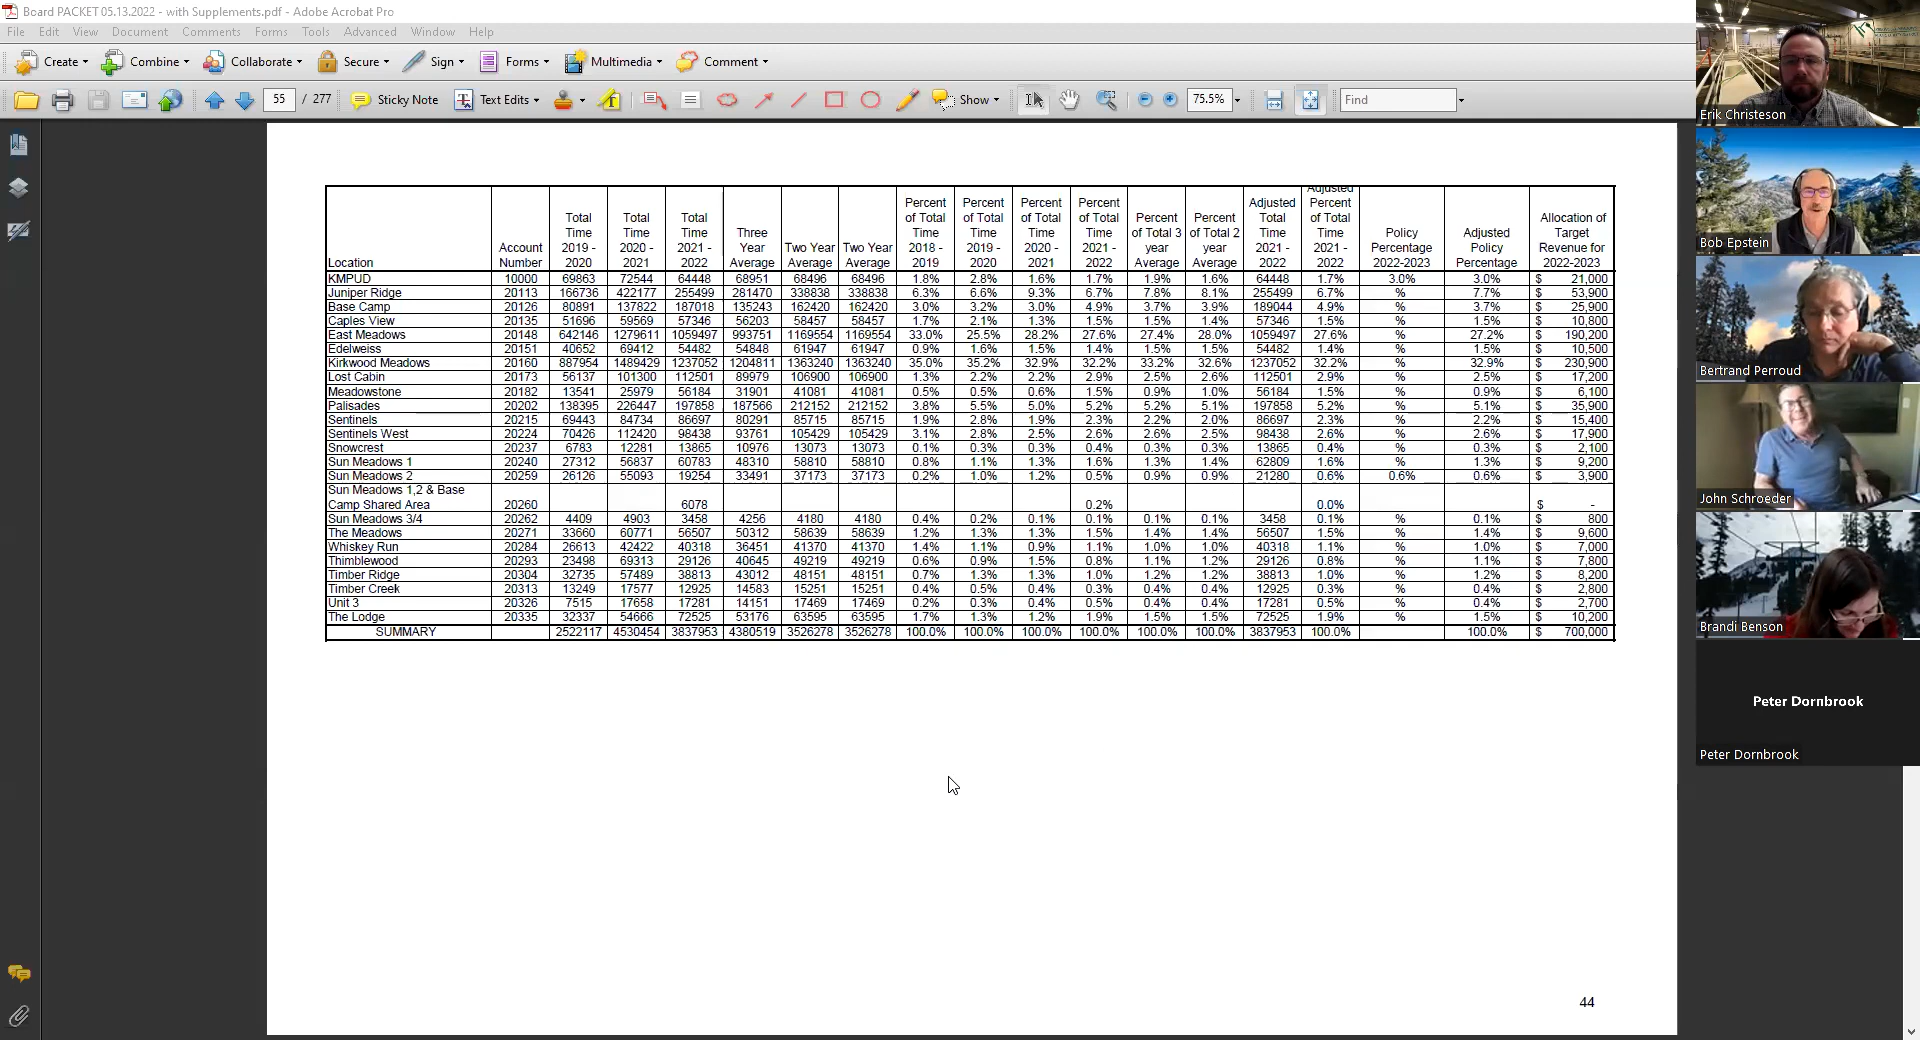 Board PACKET 05.13.2022 - with Supplements.pdf - Adobe Acrobat Pro
File Edit View Document Comments Forms Tools Advanced Window Help
Create Combine Collaborate Secure Sign Forms Multimedia Comment
55 / 277 Sticky Note Text Edits Show 75.5% Find
Location Account Number Total Time 2019 - 2020 Total Time 2020 - 2021 Total Time 2021 - 2022 Three Year Average Two Year Average Two Year Average Percent of Total Time 2018 - 2019 Percent of Total Time 2019 - 2020 Percent of Total Time 2020 - 2021 Percent of Total Time 2021 - 2022 Percent of Total 3 year Average Percent of Total 2 year Average Adjusted Total Time 2021 - 2022 Adjusted Percent of Total Time 2021 - 2022 Policy Percentage 2022-2023 Adjusted Policy Percentage Allocation of Target Revenue for 2022-2023
KMPUD 10000 69863 72544 64448 68951 68496 68496 1.8% 2.8% 1.6% 1.7% 1.9% 1.6% 64448 1.7% 3.0% 3.0% $ 21,000
Juniper Ridge 20113 166736 422177 255499 281470 338838 338838 6.3% 6.6% 9.3% 6.7% 7.8% 8.1% 255499 6.7% % 7.7% $ 53,900
Base Camp 20126 80891 137822 187018 135243 162420 162420 3.0% 3.2% 3.0% 4.9% 3.7% 3.9% 189044 4.9% % 3.7% $ 25,900
Caples View 20135 51696 59569 57346 56203 58457 58457 1.7% 2.1% 1.3% 1.5% 1.5% 1.4% 57346 1.5% % 1.5% $ 10,800
East Meadows 20148 642146 1279611 1059497 993751 1169554 1169554 33.0% 25.5% 28.2% 27.6% 27.4% 28.0% 1059497 27.6% % 27.2% $ 190,200
Edelweiss 20151 40652 69412 54482 54848 61947 61947 0.9% 1.6% 1.5% 1.4% 1.5% 1.5% 54482 1.4% % 1.5% $ 10,500
Kirkwood Meadows 20160 887954 1489429 1237052 1204811 1363240 1363240 35.0% 35.2% 32.9% 32.2% 33.2% 32.6% 1237052 32.2% % 32.9% $ 230,900
Lost Cabin 20173 56137 101300 112501 89979 106900 106900 1.3% 2.2% 2.2% 2.9% 2.5% 2.6% 112501 2.9% % 2.5% $ 17,200
Meadowstone 20182 13541 25979 56184 31901 41081 41081 0.5% 0.5% 0.6% 1.5% 0.9% 1.0% 56184 1.5% % 0.9% $ 6,100
Palisades 20202 138395 226447 197858 187566 212152 212152 3.8% 5.5% 5.0% 5.2% 5.2% 5.1% 197858 5.2% % 5.1% $ 35,900
Sentinels 20215 69443 84734 86697 80291 85715 85715 1.9% 2.8% 1.9% 2.3% 2.2% 2.0% 86697 2.3% % 2.2% $ 15,400
Sentinels West 20224 70426 112420 98438 93761 105429 105429 3.1% 2.8% 2.5% 2.6% 2.6% 2.5% 98438 2.6% % 2.6% $ 17,900
Snowcrest 20237 6783 12281 13865 10976 13073 13073 0.1% 0.3% 0.3% 0.4% 0.3% 0.3% 13865 0.4% % 0.3% $ 2,100
Sun Meadows 1 20240 27312 56837 60783 48310 58810 58810 0.8% 1.1% 1.3% 1.6% 1.3% 1.4% 62809 1.6% % 1.3% $ 9,200
Sun Meadows 2 20259 26126 55093 19254 33491 37173 37173 0.2% 1.0% 1.2% 0.5% 0.9% 0.9% 21280 0.6% 0.6% 0.6% $ 3,900
Sun Meadows 1,2 & Base
Camp Shared Area 20260 6078 0.2% 0.0% $ -
Sun Meadows 3/4 20262 4409 4903 3458 4256 4180 4180 0.4% 0.2% 0.1% 0.1% 0.1% 0.1% 3458 0.1% % 0.1% $ 800
The Meadows 20271 33660 60771 56507 50312 58639 58639 1.2% 1.3% 1.3% 1.5% 1.4% 1.4% 56507 1.5% % 1.4% $ 9,600
Whiskey Run 20284 26613 42422 40318 36451 41370 41370 1.4% 1.1% 0.9% 1.1% 1.0% 1.0% 40318 1.1% % 1.0% $ 7,000
Thimblewood 20293 23498 69313 29126 40645 49219 49219 0.6% 0.9% 1.5% 0.8% 1.1% 1.2% 29126 0.8% % 1.1% $ 7,800
Timber Ridge 20304 32735 57489 38813 43012 48151 48151 0.7% 1.3% 1.3% 1.0% 1.2% 1.2% 38813 1.0% % 1.2% $ 8,200
Timber Creek 20313 13249 17577 12925 14583 15251 15251 0.4% 0.5% 0.4% 0.3% 0.4% 0.4% 12925 0.3% % 0.4% $ 2,800
Unit 3 20326 7515 17658 17281 14151 17469 17469 0.2% 0.3% 0.4% 0.5% 0.4% 0.4% 17281 0.5% % 0.4% $ 2,700
The Lodge 20335 32337 54666 72525 53176 63595 63595 1.7% 1.3% 1.2% 1.9% 1.5% 1.5% 72525 1.9% % 1.5% $ 10,200
SUMMARY 2522117 4530454 3837953 4380519 3526278 3526278 100.0% 100.0% 100.0% 100.0% 100.0% 100.0% 3837953 100.0% 100.0% $ 700,000
44
Erik Christeson
Bob Epstein
Bertrand Perroud
John Schroeder
Brandi Benson
Peter Dornbrook
Peter Dornbrook